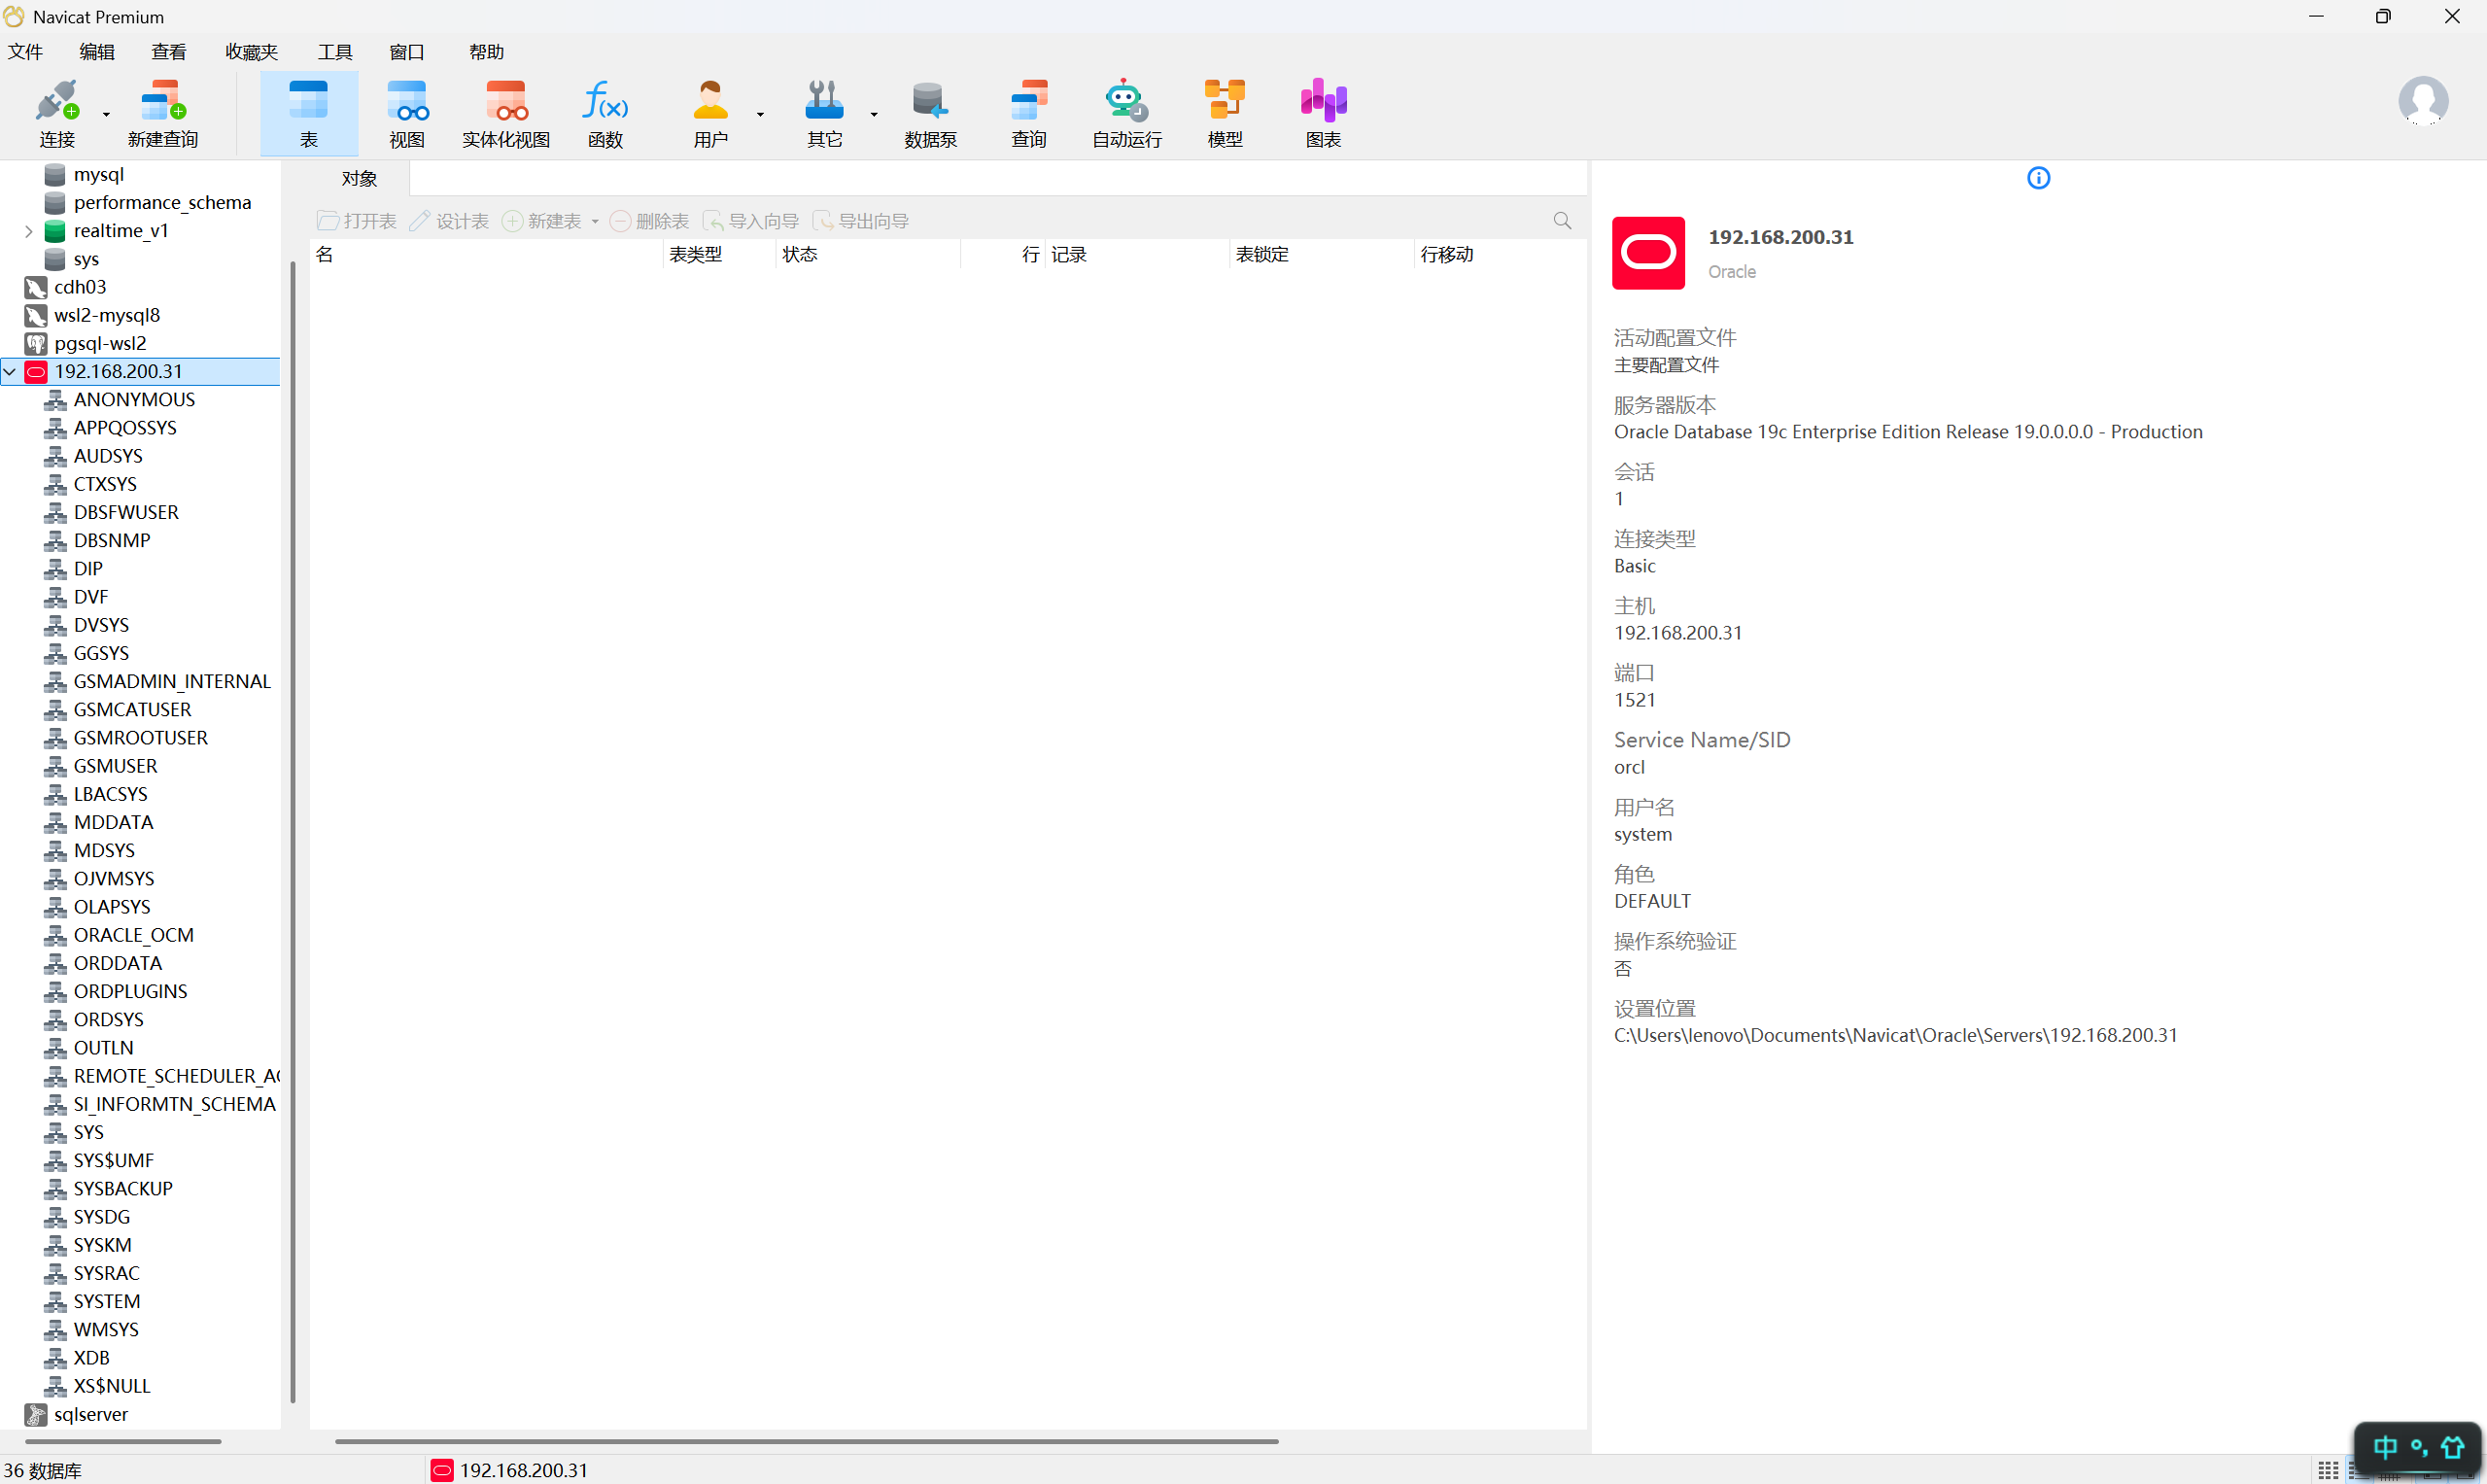 Navicat Premium
文件 编辑 查看 收藏夹 工具 窗口 帮助
连接 新建查询 表 视图 实体化视图 函数 用户 其它 数据泵 查询 自动运行 模型 图表
f(x)
mysql
performance_schema
realtime_v1
sys
cdh03
wsl2-mysql8
pgsql-wsl2
192.168.200.31
ANONYMOUS
APPQOSSYS
AUDSYS
CTXSYS
DBSFWUSER
DBSNMP
DIP
DVF
DVSYS
GGSYS
GSMADMIN_INTERNAL
GSMCATUSER
GSMROOTUSER
GSMUSER
LBACSYS
MDDATA
MDSYS
OJVMSYS
OLAPSYS
ORACLE_OCM
ORDDATA
ORDPLUGINS
ORDSYS
OUTLN
REMOTE_SCHEDULER_A
SI_INFORMTN_SCHEMA
SYS
SYS$UMF
SYSBACKUP
SYSDG
SYSKM
SYSRAC
SYSTEM
WMSYS
XDB
XS$NULL
sqlserver
对象
打开表 设计表 新建表 删除表 导入向导 导出向导
名 表类型 状态 行 记录 表锁定 行移动
192.168.200.31
Oracle
活动配置文件
主要配置文件
服务器版本
Oracle Database 19c Enterprise Edition Release 19.0.0.0.0 - Production
会话
1
连接类型
Basic
主机
192.168.200.31
端口
1521
Service Name/SID
orcl
用户名
system
角色
DEFAULT
操作系统验证
否
设置位置
C:\Users\lenovo\Documents\Navicat\Oracle\Servers\192.168.200.31
36 数据库 192.168.200.31
中 °,